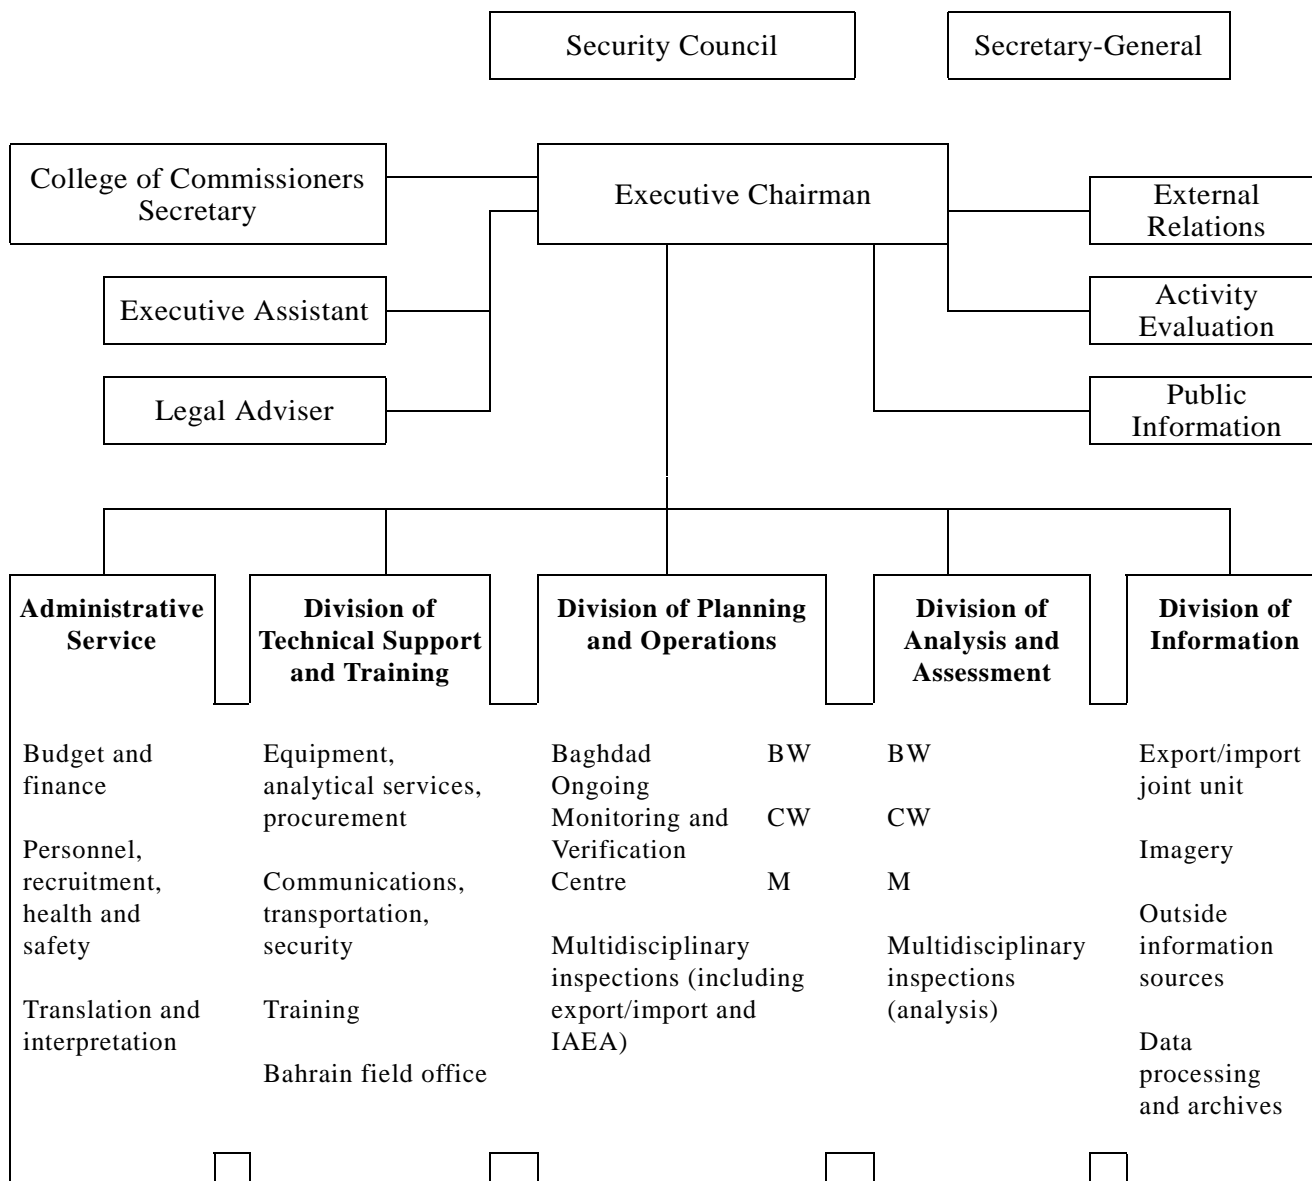 Security Council
Secretary-General
College of Commissioners
Secretary
Executive Chairman
External
Relations
Executive Assistant
Activity
Evaluation
Legal Adviser
Public
Information
Administrative
Service
Division of
Technical Support
and Training
Division of Planning
and Operations
Division of
Analysis and
Assessment
Division of
Information
Budget and
finance
Personnel,
recruitment,
health and
safety
Translation and
interpretation
Equipment,
analytical services,
procurement
Communications,
transportation,
security
Training
Bahrain field office
Baghdad
Ongoing
Monitoring and
Verification
Centre
BW
CW
M
Multidisciplinary
inspections (including
export/import and
IAEA)
BW
CW
M
Multidisciplinary
inspections
(analysis)
Export/import
joint unit
Imagery
Outside
information
sources
Data
processing
and archives